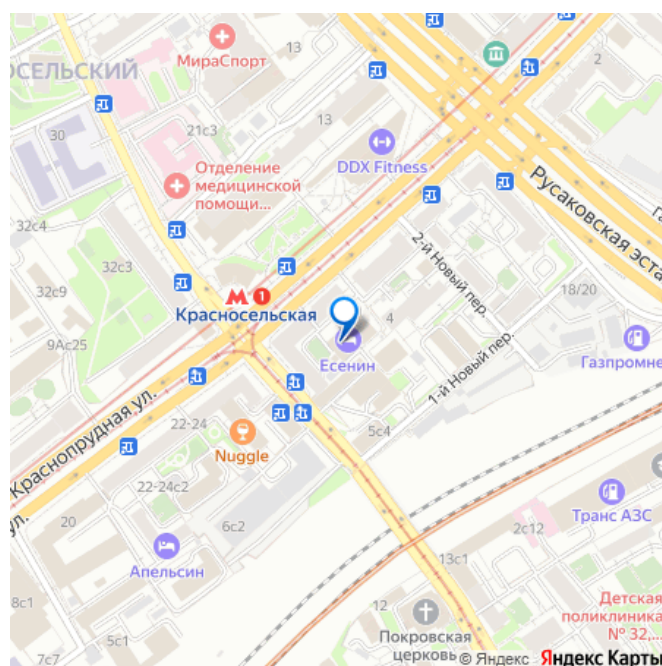 13
МираСпорт
2
ОСЕЛЬСКИЙ
30
21с3
13
DDX Fitness
Отделение
медицинской
помощи...
Русаковская эста
32с4
32с3
2-й Новый пер.
32с9
М 1
Красносельская
18/20
4
9Ас25
Есенин
Газпромне
1-й Новый пер.
Краснопрудная ул.
22-24
5с4
Nuggle
22-24с2
ул.
20
6с2
Транс АЗС
2с12
Апельсин
13с1
8с1
12
Детская
поликлиника
№ 32,...
5с1
Покровская
церковь
7с7
© Яндекс Яндекс Карты